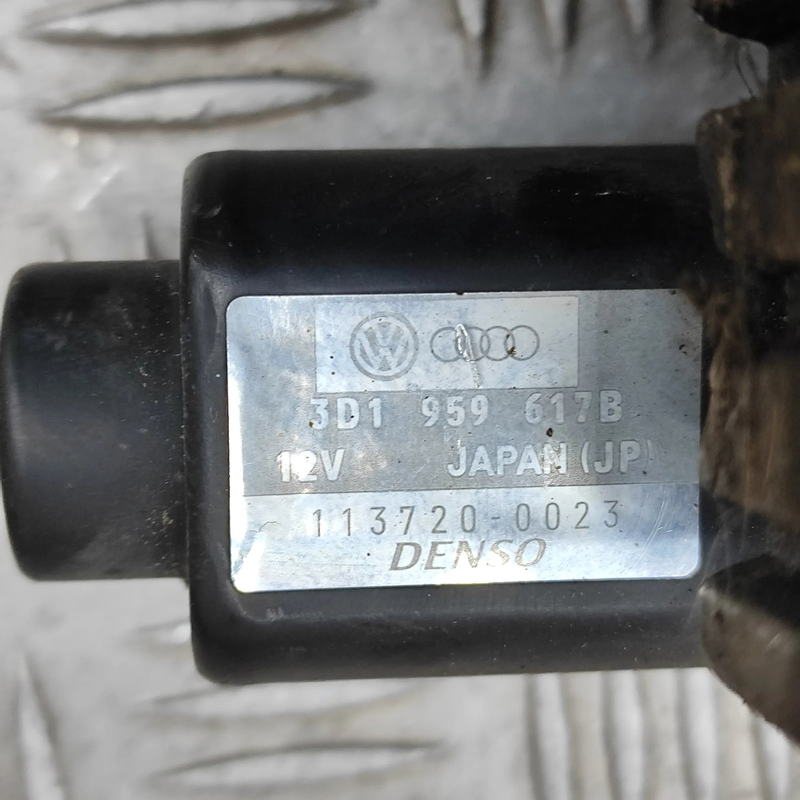 3D1 959 617B
12V JAPAN (JP)
113720-0023
DENSO